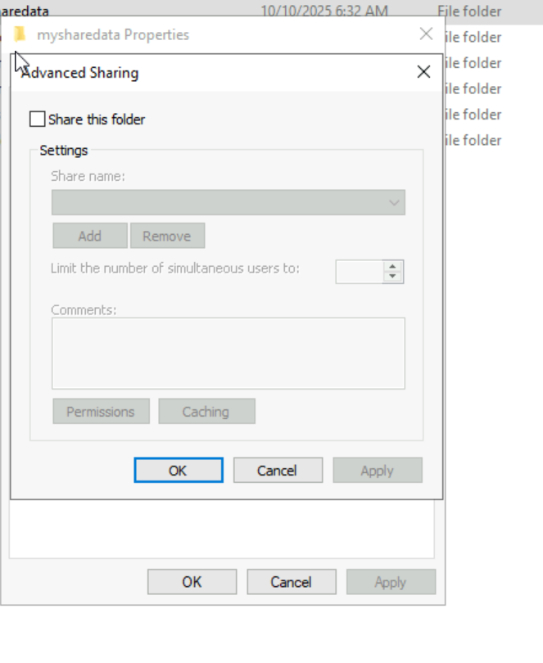 aredata 10/10/2025 6:32 AM File folder
mysharedata Properties
ile folder
Advanced Sharing
ile folder
ile folder
Share this folder
ile folder
Settings
ile folder
Share name:
Add Remove
Limit the number of simultaneous users to:
Comments:
Permissions Caching
OK Cancel Apply
OK Cancel Apply